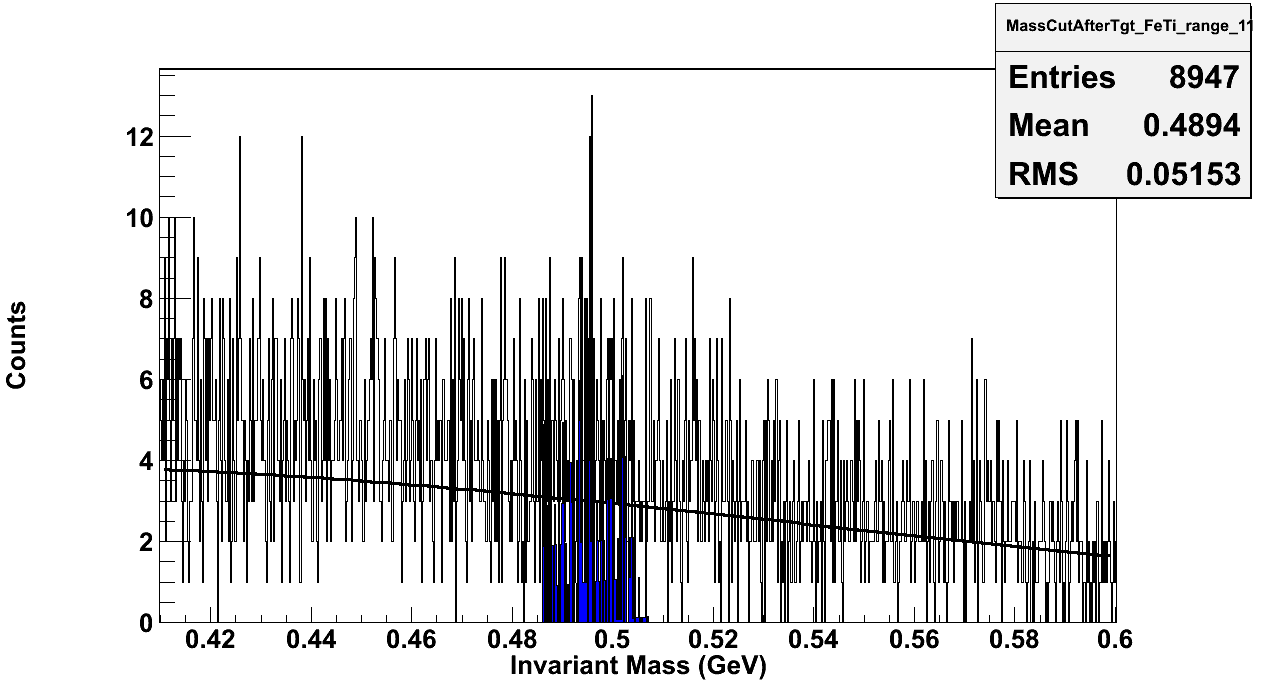 MassCutAfterTgt_FeTi_range_11
Entries 8947
Mean 0.4894
RMS 0.05153
Counts
12
10
8
6
4
2
0
0.42 0.44 0.46 0.48 0.5 0.52 0.54 0.56 0.58 0.6
Invariant Mass (GeV)